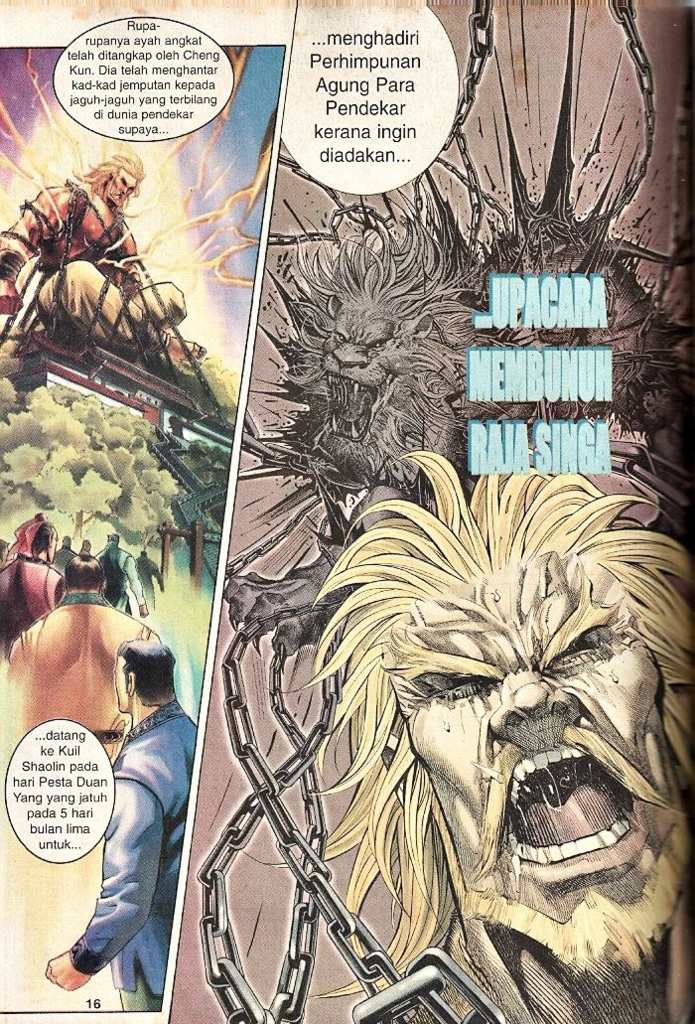 Rupa-
rupanya ayah angkat
telah ditangkap oleh Cheng
Kun. Dia telah menghantar
kad-kad jemputan kepada
jaguh-jaguh yang terbilang
di dunia pendekar
supaya...
...datang
ke Kuil
Shaolin pada
hari Pesta Duan
Yang yang jatuh
pada 5 hari
bulan lima
untuk...
...menghadiri
Perhimpunan
Agung Para
Pendekar
kerana ingin
diadakan...
...UPACARA
MEMBUNUH
RAJA SINGA
16